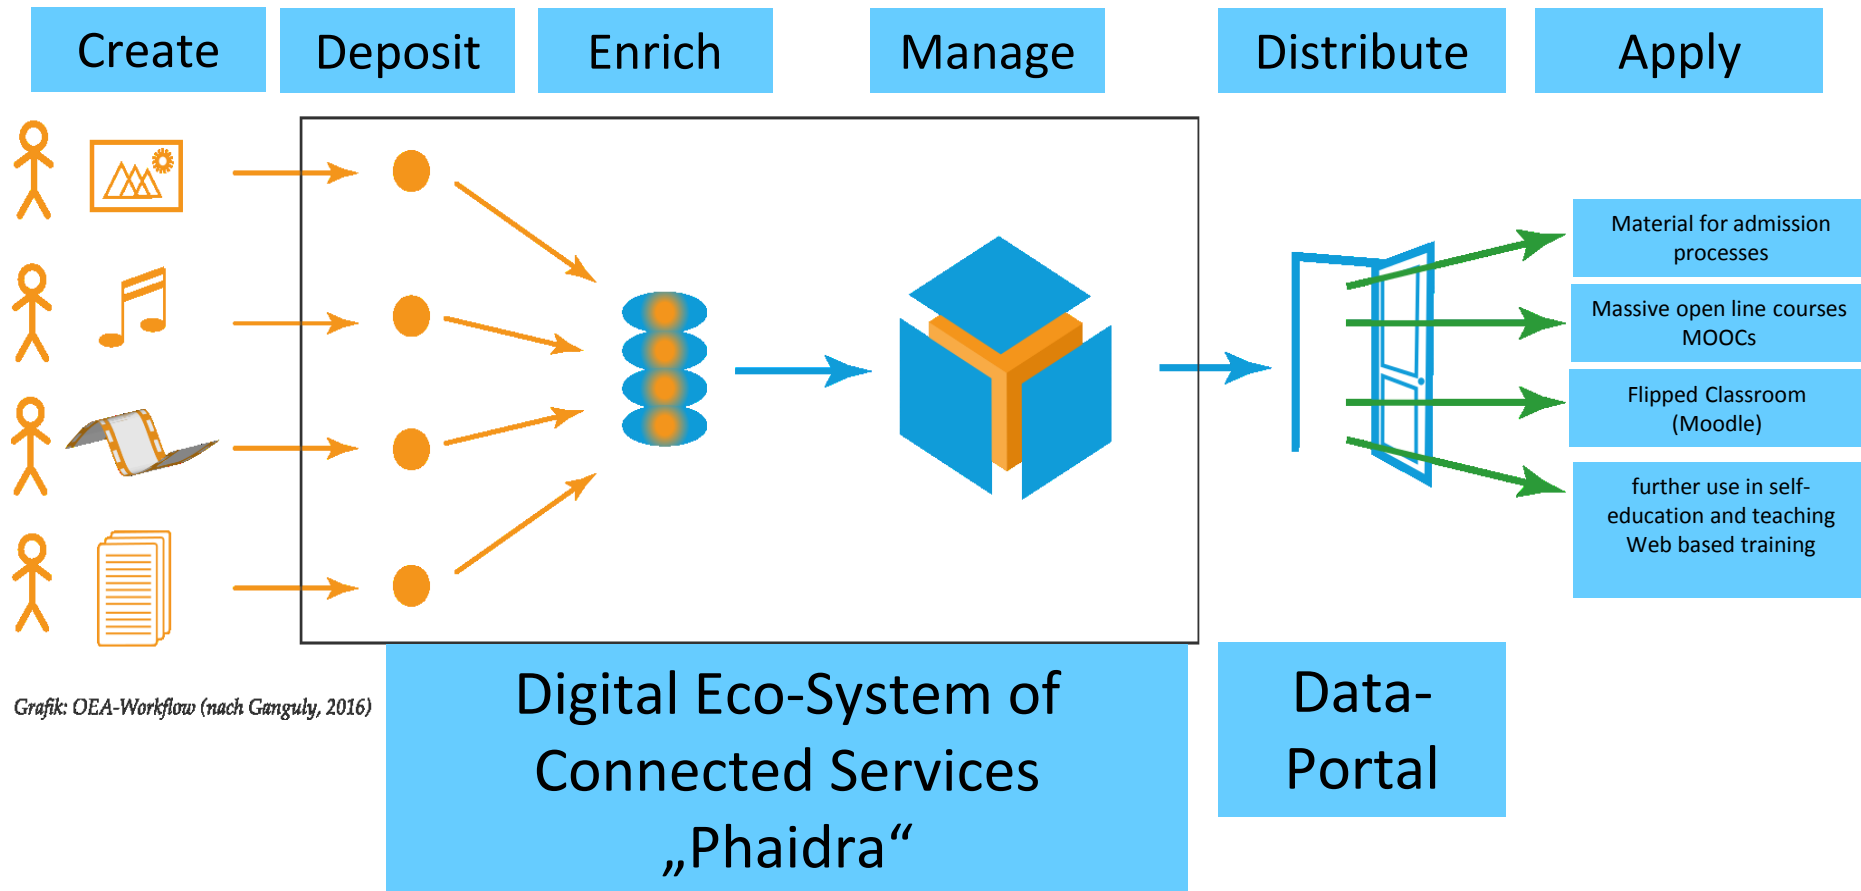 Create
Deposit
Enrich
Manage
Distribute
Apply
Material for admission
processes
Massive open line courses
MOOCs
Flipped Classroom
(Moodle)
further use in self-
education and teaching
Web based training
Grafik: OEA-Workflow (nach Ganguly, 2016)
Digital Eco-System of
Connected Services
„Phaidra“
Data-
Portal